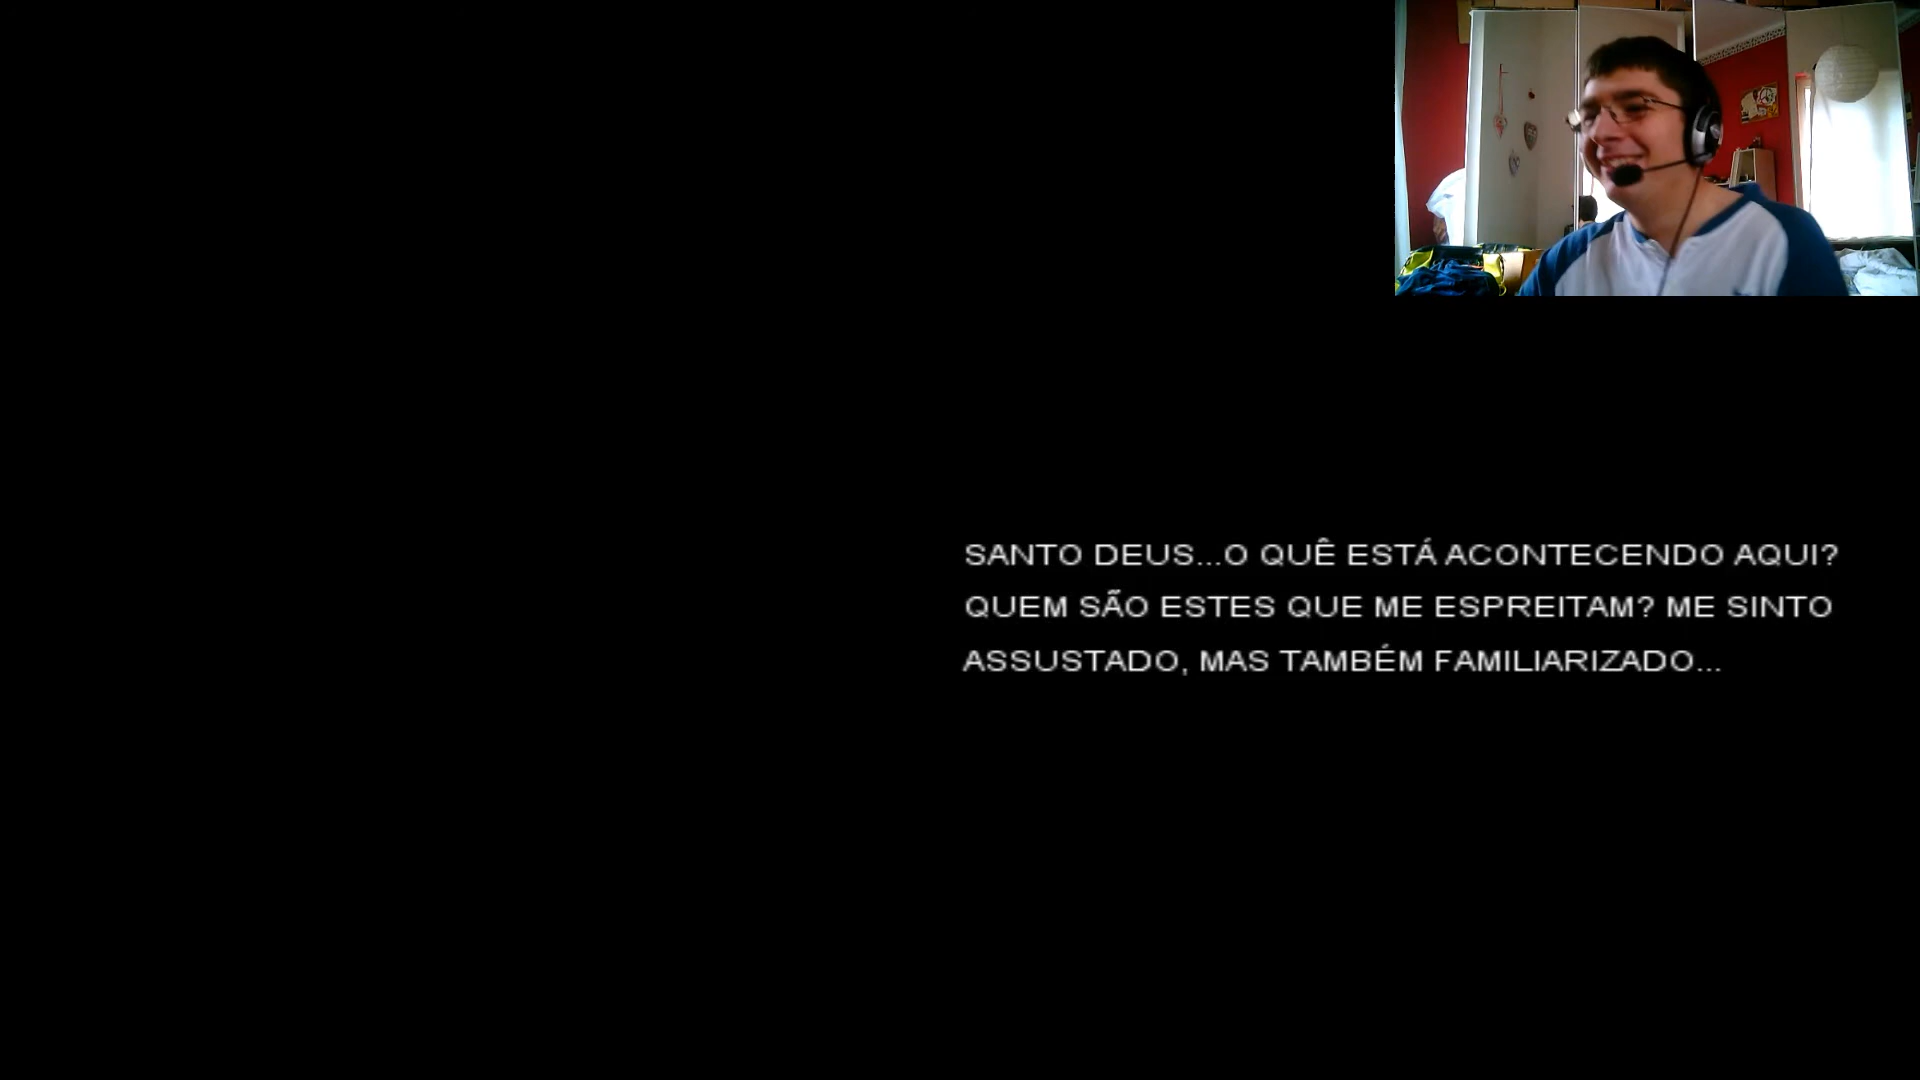 SANTO DEUS...O QUÊ ESTÁ ACONTECENDO AQUI?
QUEM SÃO ESTES QUE ME ESPREITAM? ME SINTO
ASSUSTADO, MAS TAMBÉM FAMILIARIZADO...